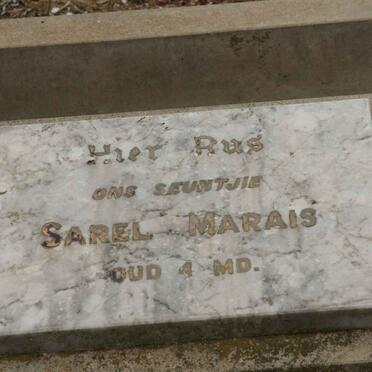 Hier Rus
ONS SEUNTJIE
SAREL MARAIS
OUD 4 MD.